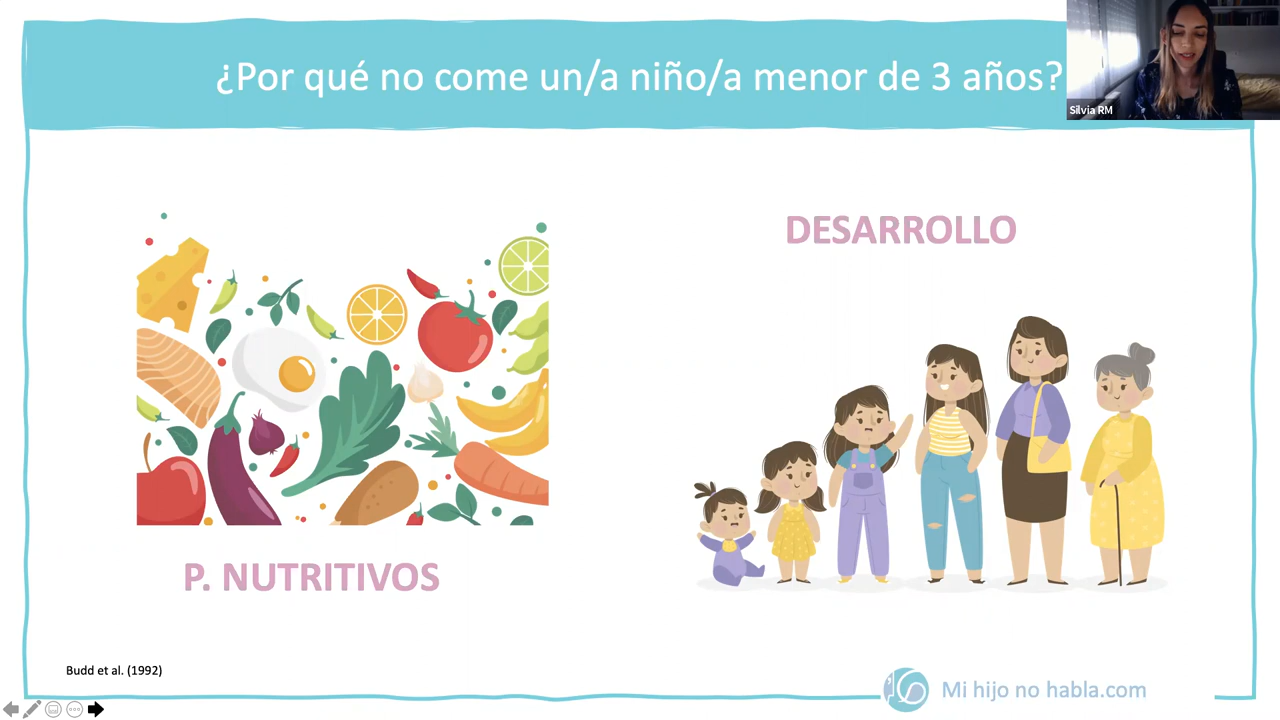 ¿Por qué no come un/a niño/a menor de 3 años?
Silvia RM
DESARROLLO
P. NUTRITIVOS
Budd et al. (1992)
Mi hijo no habla.com